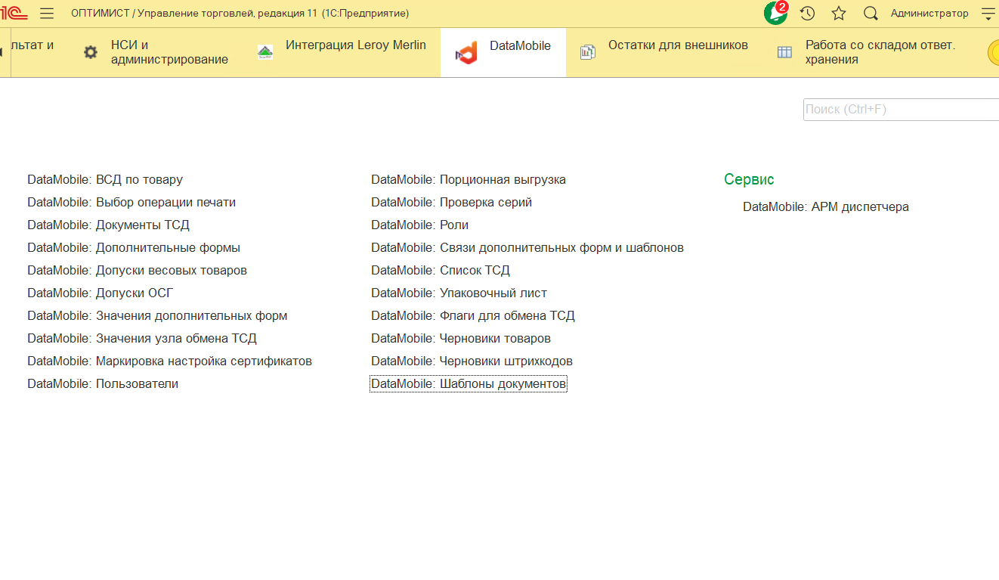 1С ОПТИМИСТ / Управление торговлей, редакция 11 (1С:Предприятие) 2 Администратор
льтат и
НСИ и
администрирование
Интеграция Leroy Merlin
DataMobile
Остатки для внешников
Работа со складом ответ.
хранения
Поиск (Ctrl+F)
DataMobile: ВСД по товару
DataMobile: Выбор операции печати
DataMobile: Документы ТСД
DataMobile: Дополнительные формы
DataMobile: Допуски весовых товаров
DataMobile: Допуски ОСГ
DataMobile: Значения дополнительных форм
DataMobile: Значения узла обмена ТСД
DataMobile: Маркировка настройка сертификатов
DataMobile: Пользователи
DataMobile: Порционная выгрузка
DataMobile: Проверка серий
DataMobile: Роли
DataMobile: Связи дополнительных форм и шаблонов
DataMobile: Список ТСД
DataMobile: Упаковочный лист
DataMobile: Флаги для обмена ТСД
DataMobile: Черновики товаров
DataMobile: Черновики штрихкодов
DataMobile: Шаблоны документов
Сервис
DataMobile: АРМ диспетчера